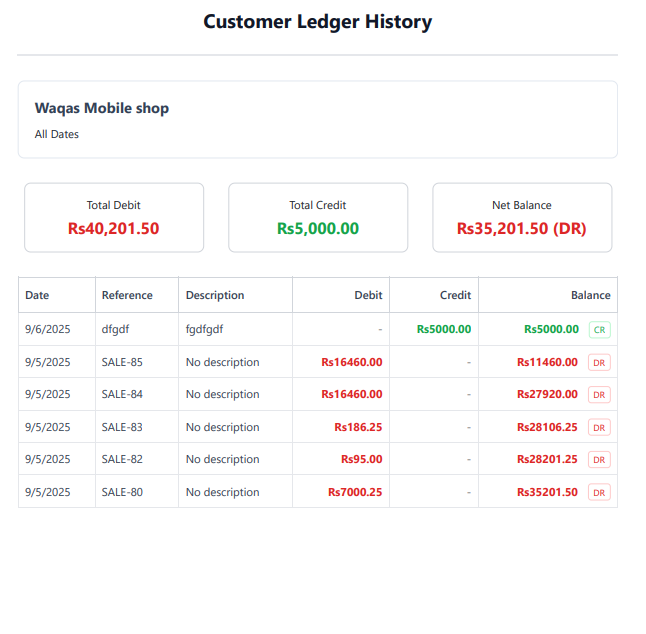 Customer Ledger History
Waqas Mobile shop
All Dates
Total Debit Total Credit Net Balance
Rs40,201.50 Rs5,000.00 Rs35,201.50 (DR)
Date Reference Description Debit Credit Balance
9/6/2025 dfgdf fgdfgdf - Rs5000.00 Rs5000.00 CR
9/5/2025 SALE-85 No description Rs16460.00 - Rs11460.00 DR
9/5/2025 SALE-84 No description Rs16460.00 - Rs27920.00 DR
9/5/2025 SALE-83 No description Rs186.25 - Rs28106.25 DR
9/5/2025 SALE-82 No description Rs95.00 - Rs28201.25 DR
9/5/2025 SALE-80 No description Rs7000.25 - Rs35201.50 DR